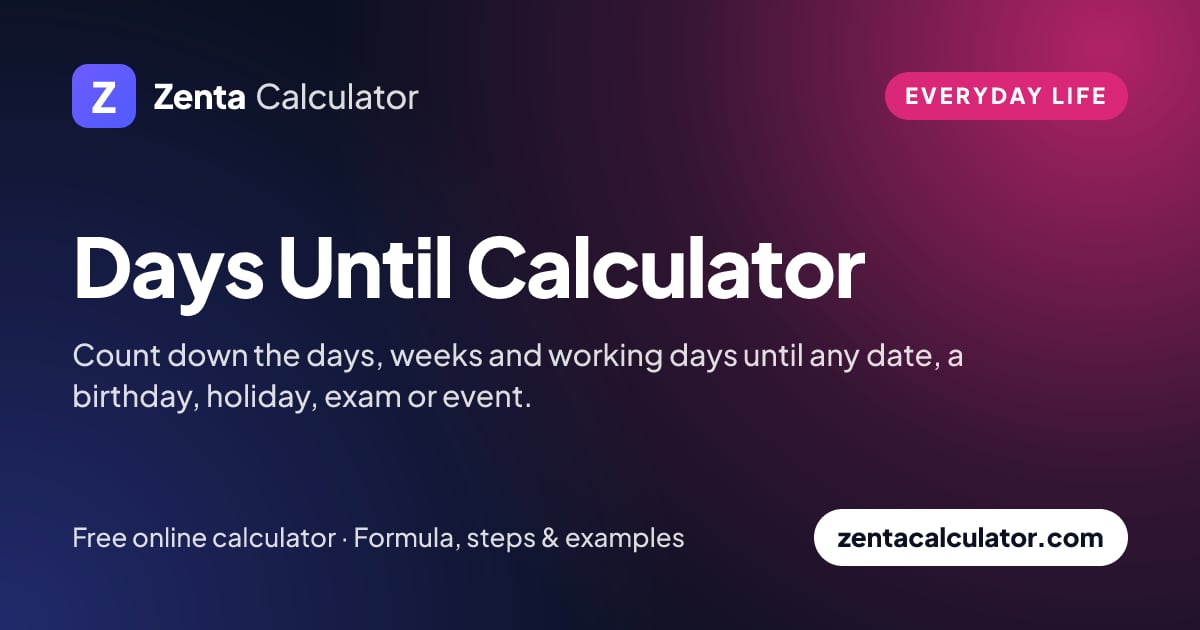 Z
Zenta Calculator
EVERYDAY LIFE
Days Until Calculator
Count down the days, weeks and working days until any date, a
birthday, holiday, exam or event.
Free online calculator · Formula, steps & examples
zentacalculator.com